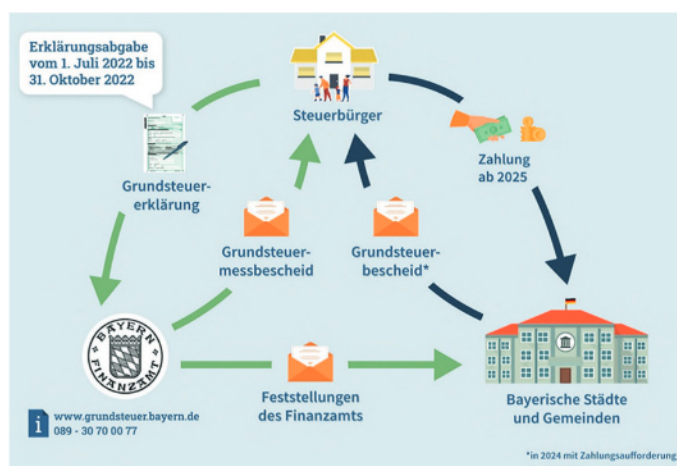 Erklärungsabgabe
vom 1. Juli 2022 bis
31. Oktober 2022
Steuerbürger
Grundsteuer-
erklärung
Zahlung
ab 2025
Grundsteuer-
messbescheid
Grundsteuer-
bescheid*
BAYERN
FINANZAMT
Feststellungen
des Finanzamts
Bayerische Städte
und Gemeinden
i www.grundsteuer.bayern.de
089 - 30 70 00 77
*in 2024 mit Zahlungsaufforderung